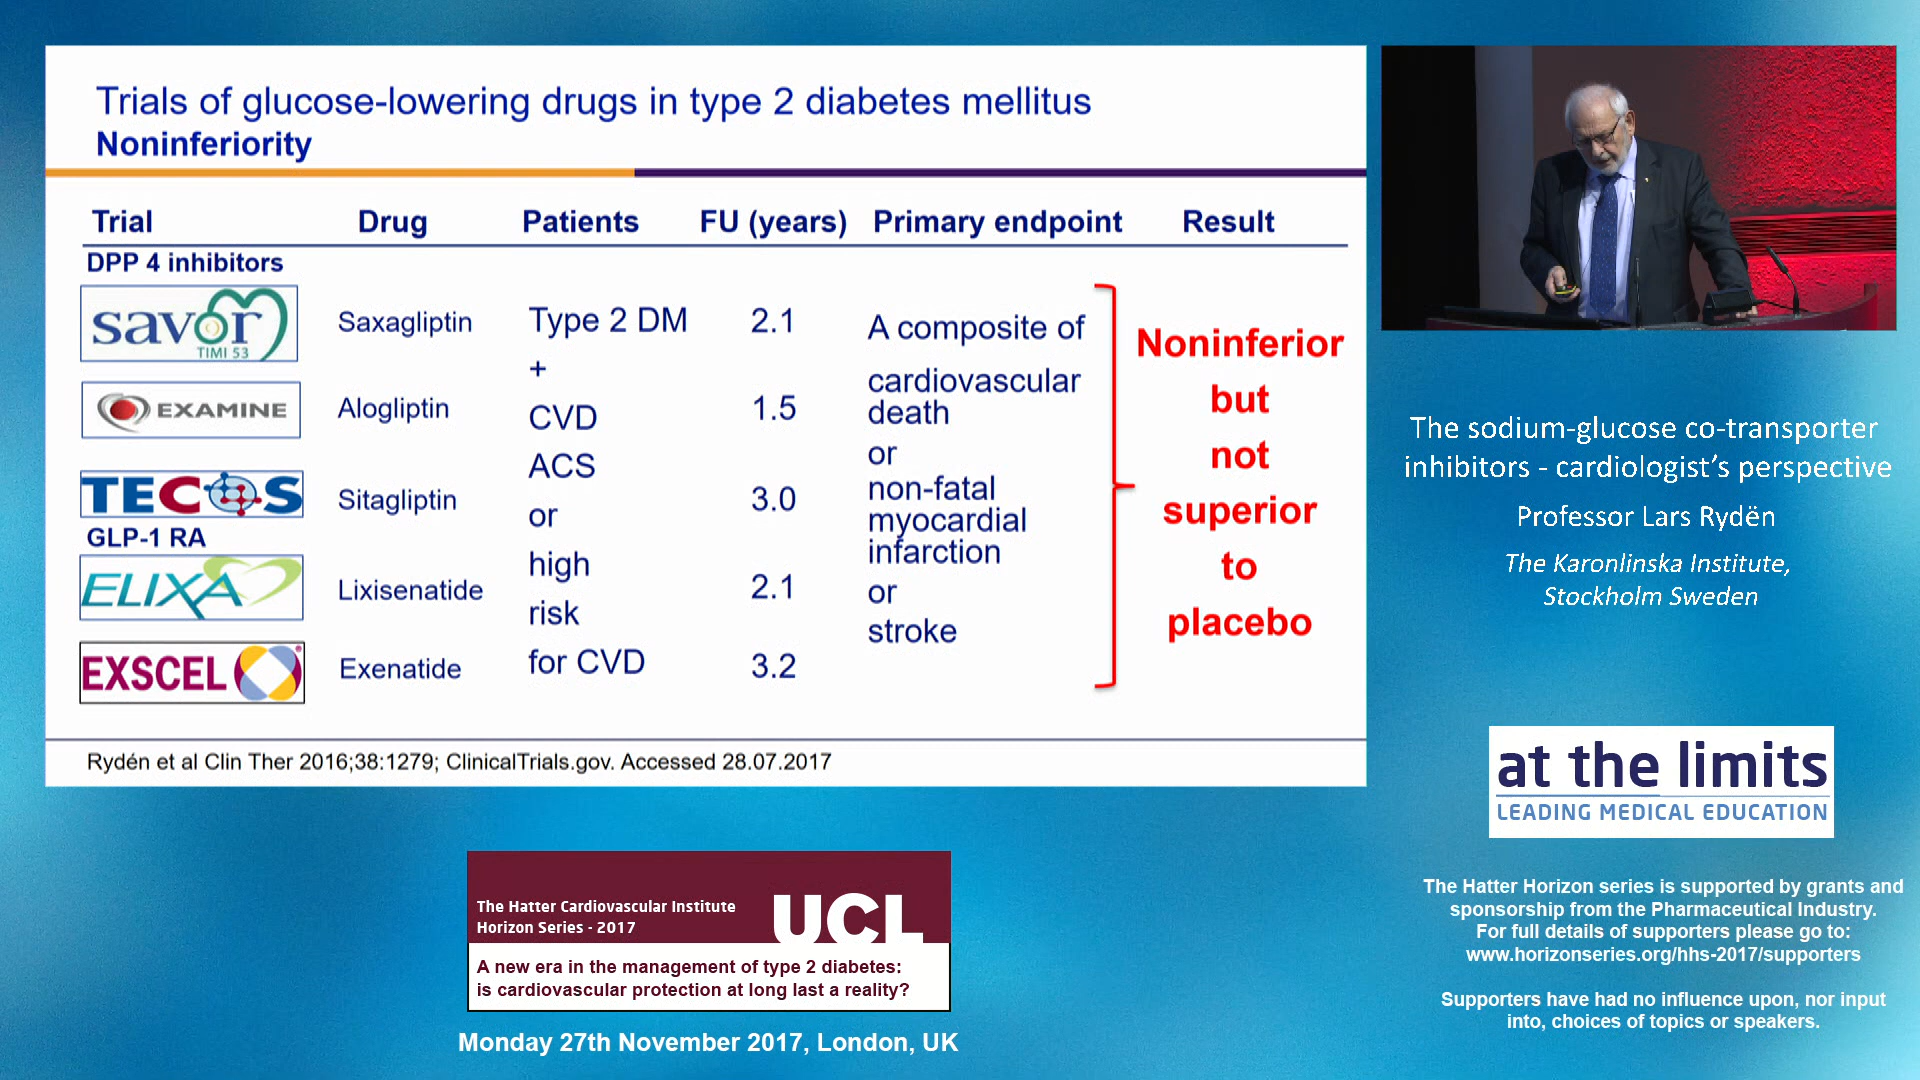 Trials of glucose-lowering drugs in type 2 diabetes mellitus
Noninferiority
Trial Drug Patients FU (years) Primary endpoint Result
DPP 4 inhibitors
savor
TIMI 53
Saxagliptin
EXAMINE
Alogliptin
TECOS
Sitagliptin
GLP-1 RA
ELIXA
Lixisenatide
EXSCEL
Exenatide
Type 2 DM
+
CVD
ACS
or
high
risk
for CVD
2.1
1.5
3.0
2.1
3.2
A composite of
cardiovascular
death
or
non-fatal
myocardial
infarction
or
stroke
Noninferior
but
not
superior
to
placebo
Rydén et al Clin Ther 2016;38:1279; ClinicalTrials.gov. Accessed 28.07.2017
The sodium-glucose co-transporter
inhibitors - cardiologist's perspective
Professor Lars Rydën
The Karonlinska Institute,
Stockholm Sweden
at the limits
LEADING MEDICAL EDUCATION
The Hatter Horizon series is supported by grants and
sponsorship from the Pharmaceutical Industry.
For full details of supporters please go to:
www.horizonseries.org/hhs-2017/supporters
Supporters have had no influence upon, nor input
into, choices of topics or speakers.
The Hatter Cardiovascular Institute
Horizon Series - 2017
UCL
A new era in the management of type 2 diabetes:
is cardiovascular protection at long last a reality?
Monday 27th November 2017, London, UK